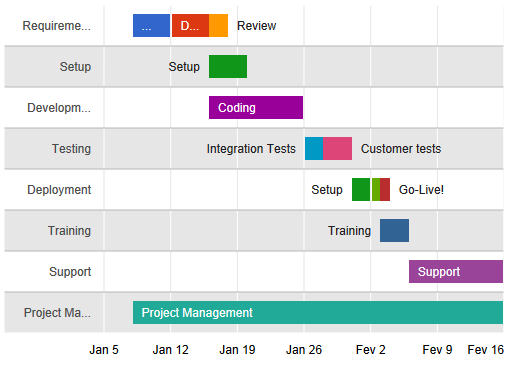 Requireme... ... D... Review
Setup Setup
Developm... Coding
Testing Integration Tests Customer tests
Deployment Setup Go-Live!
Training Training
Support Support
Project Ma... Project Management
Jan 5 Jan 12 Jan 19 Jan 26 Fev 2 Fev 9 Fev 16